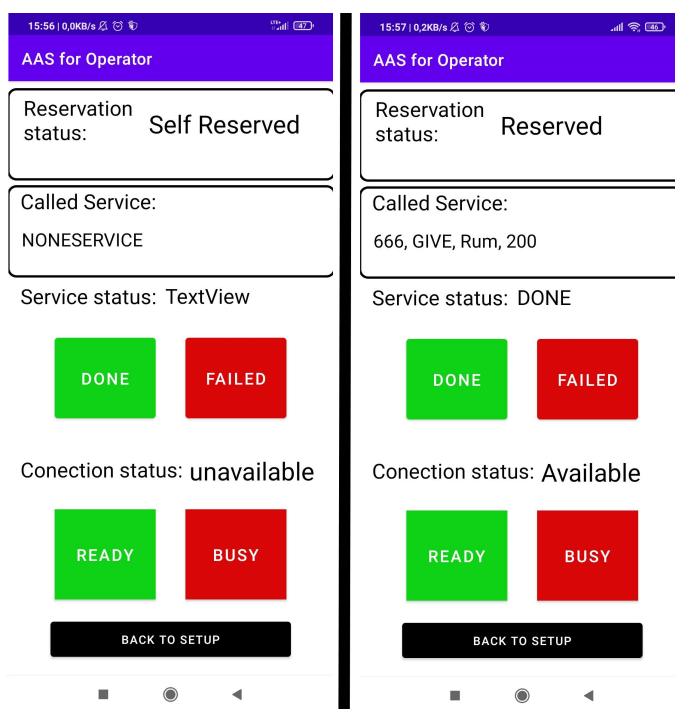 15:56 | 0,0KB/s
47
AAS for Operator
Reservation
status:
Self Reserved
Called Service:
NONESERVICE
Service status: TextView
DONE
FAILED
Conection status: unavailable
READY
BUSY
BACK TO SETUP
15:57 | 0,2KB/s
46
AAS for Operator
Reservation
status:
Reserved
Called Service:
666, GIVE, Rum, 200
Service status: DONE
DONE
FAILED
Conection status: Available
READY
BUSY
BACK TO SETUP